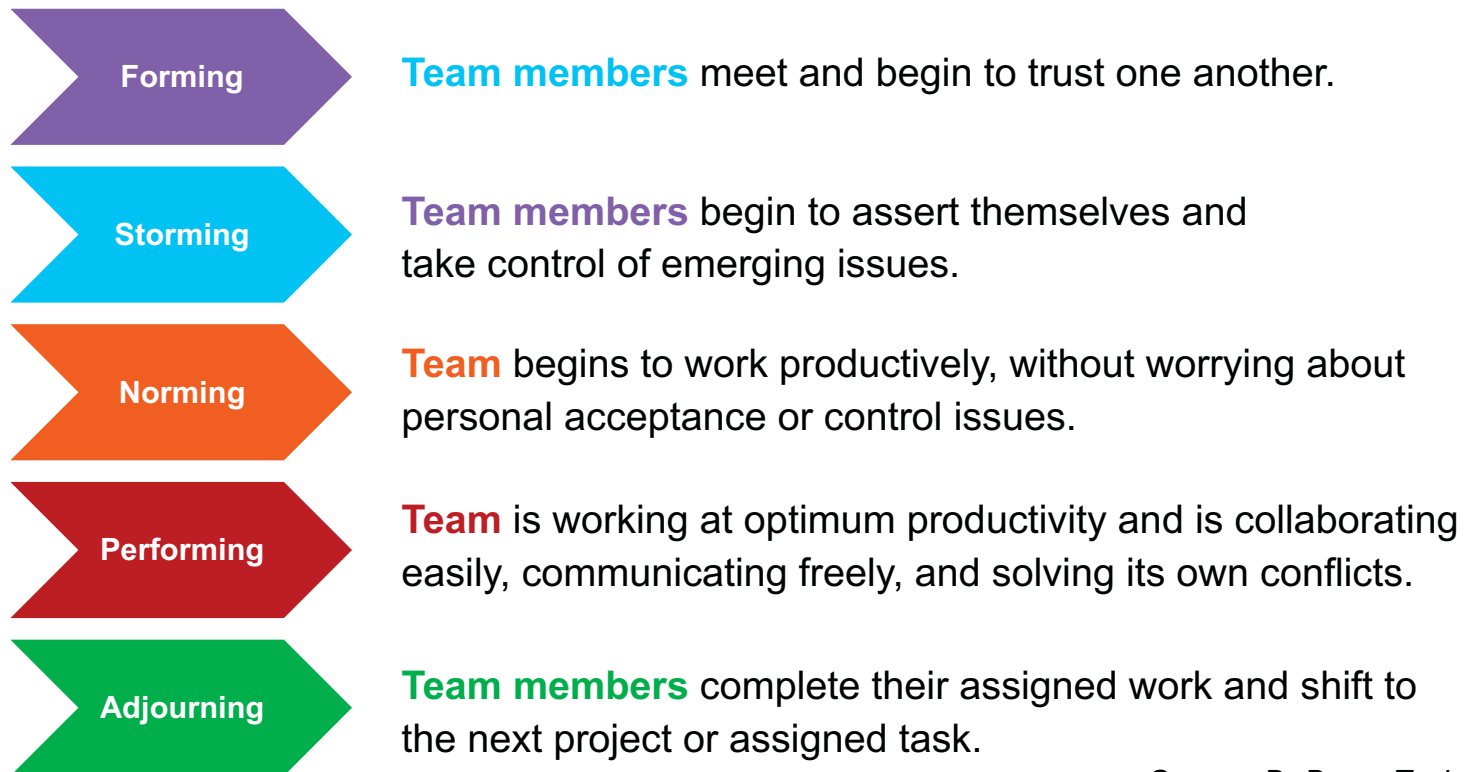 Forming
Team members meet and begin to trust one another.
Storming
Team members begin to assert themselves and
take control of emerging issues.
Norming
Team begins to work productively, without worrying about
personal acceptance or control issues.
Performing
Team is working at optimum productivity and is collaborating
easily, communicating freely, and solving its own conflicts.
Adjourning
Team members complete their assigned work and shift to
the next project or assigned task.